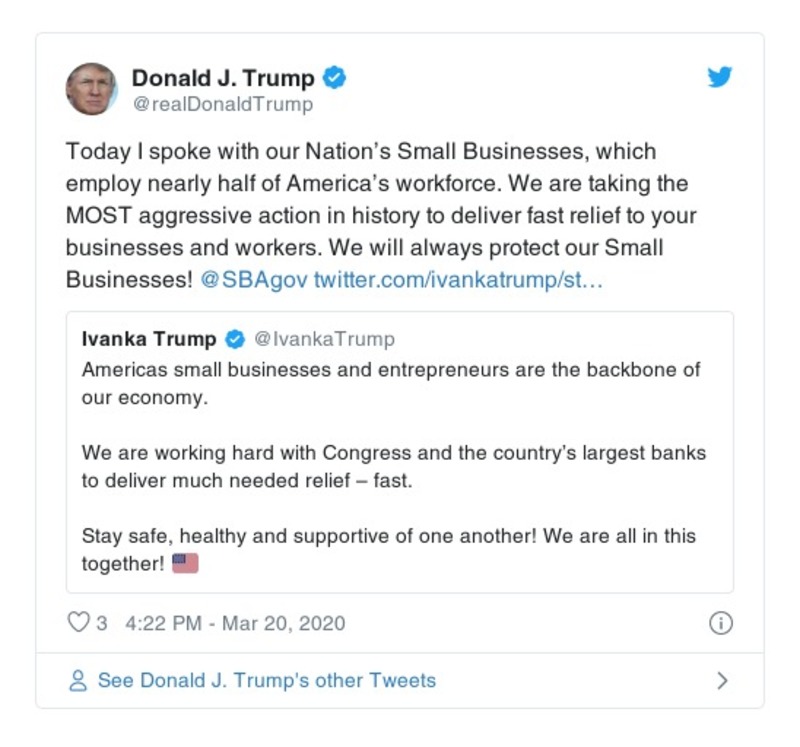 Donald J. Trump
@realDonaldTrump
Today I spoke with our Nation’s Small Businesses, which
employ nearly half of America’s workforce. We are taking the
MOST aggressive action in history to deliver fast relief to your
businesses and workers. We will always protect our Small
Businesses! @SBAgov twitter.com/ivankatrump/st…
Ivanka Trump @IvankaTrump
Americas small businesses and entrepreneurs are the backbone of
our economy.
We are working hard with Congress and the country’s largest banks
to deliver much needed relief – fast.
Stay safe, healthy and supportive of one another! We are all in this
together! 🇺🇸
3 4:22 PM - Mar 20, 2020
See Donald J. Trump's other Tweets